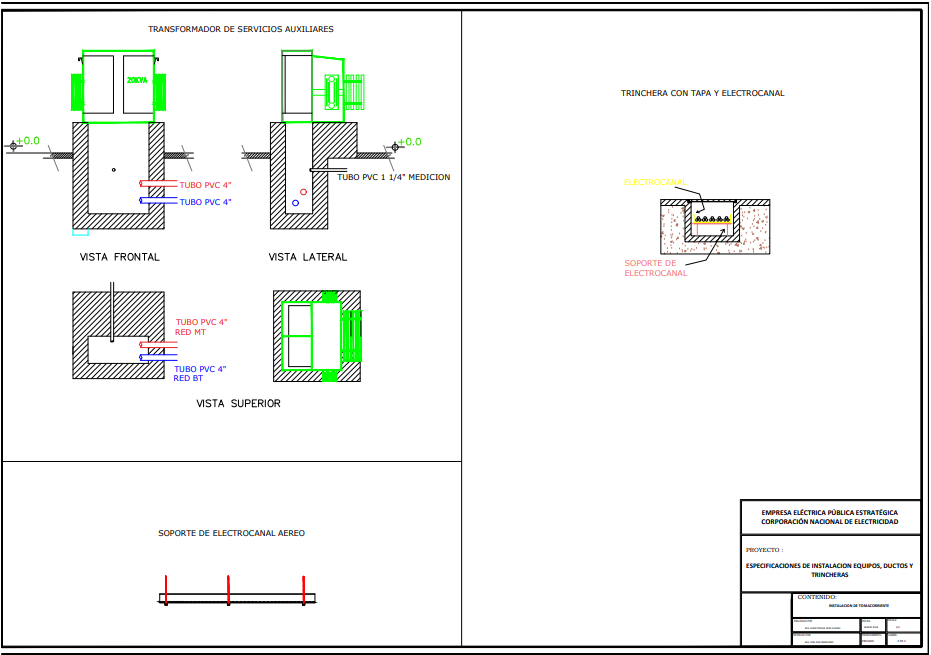 TRANSFORMADOR DE SERVICIOS AUXILIARES
20KVA
+0.0
+0.0
TUBO PVC 4"
TUBO PVC 4"
TUBO PVC 1 1/4" MEDICION
VISTA FRONTAL
VISTA LATERAL
TUBO PVC 4"
RED MT
TUBO PVC 4"
RED BT
VISTA SUPERIOR
SOPORTE DE ELECTROCANAL AEREO
TRINCHERA CON TAPA Y ELECTROCANAL
ELECTROCANAL
SOPORTE DE
ELECTROCANAL
EMPRESA ELÉCTRICA PÚBLICA ESTRATÉGICA
CORPORACIÓN NACIONAL DE ELECTRICIDAD
PROYECTO :
ESPECIFICACIONES DE INSTALACION EQUIPOS, DUCTOS Y
TRINCHERAS
CONTENIDO:
INSTALACION DE TOMACORRIENTE